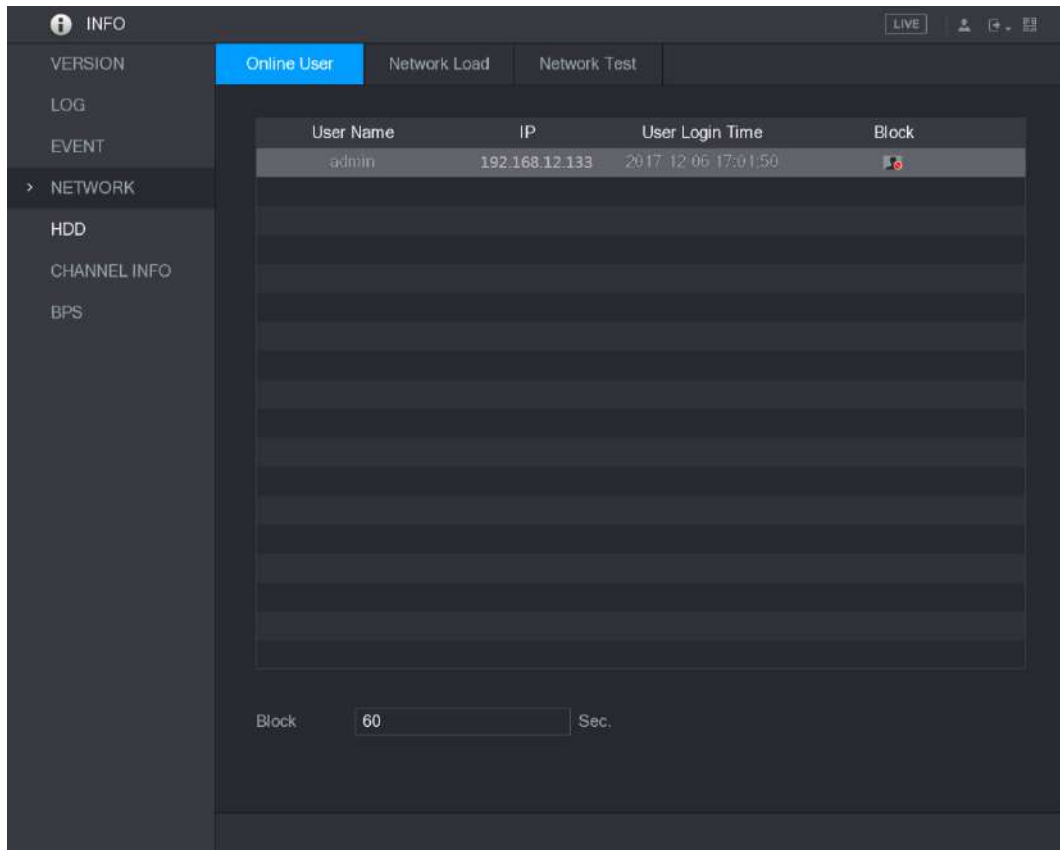 INFO LIVE
VERSION
LOG
EVENT
> NETWORK
HDD
CHANNEL INFO
BPS
Online User Network Load Network Test
User Name IP User Login Time Block
admin 192.168.12.133 2017-12-06 17:01:50
Block 60 Sec.